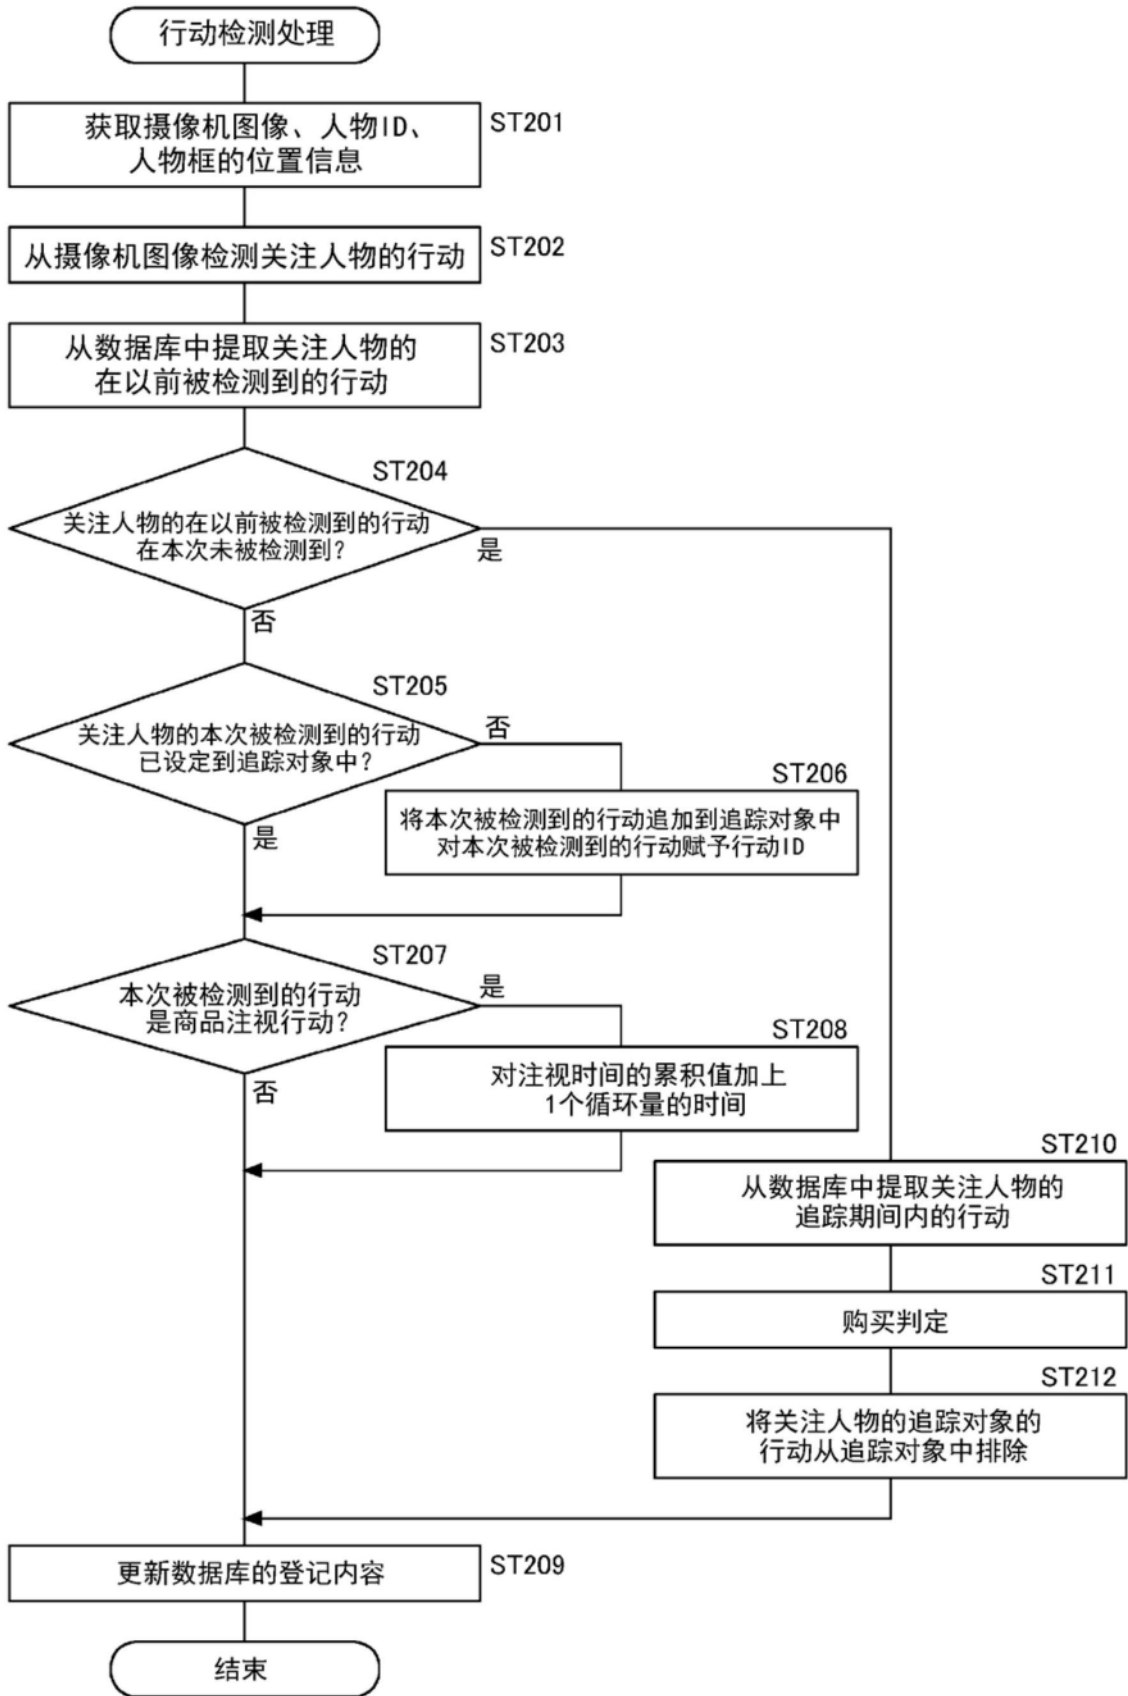 行动检测处理
获取摄像机图像、人物ID、
人物框的位置信息
ST201
从摄像机图像检测关注人物的行动
ST202
从数据库中提取关注人物的
在以前被检测到的行动
ST203
ST204
关注人物的在以前被检测到的行动
在本次未被检测到?
是
否
ST205
关注人物的本次被检测到的行动
已设定到追踪对象中?
否
是
ST206
将本次被检测到的行动追加到追踪对象中
对本次被检测到的行动赋予行动ID
ST207
本次被检测到的行动
是商品注视行动?
是
否
ST208
对注视时间的累积值加上
1个循环量的时间
ST210
从数据库中提取关注人物的
追踪期间内的行动
ST211
购买判定
ST212
将关注人物的追踪对象的
行动从追踪对象中排除
更新数据库的登记内容
ST209
结束